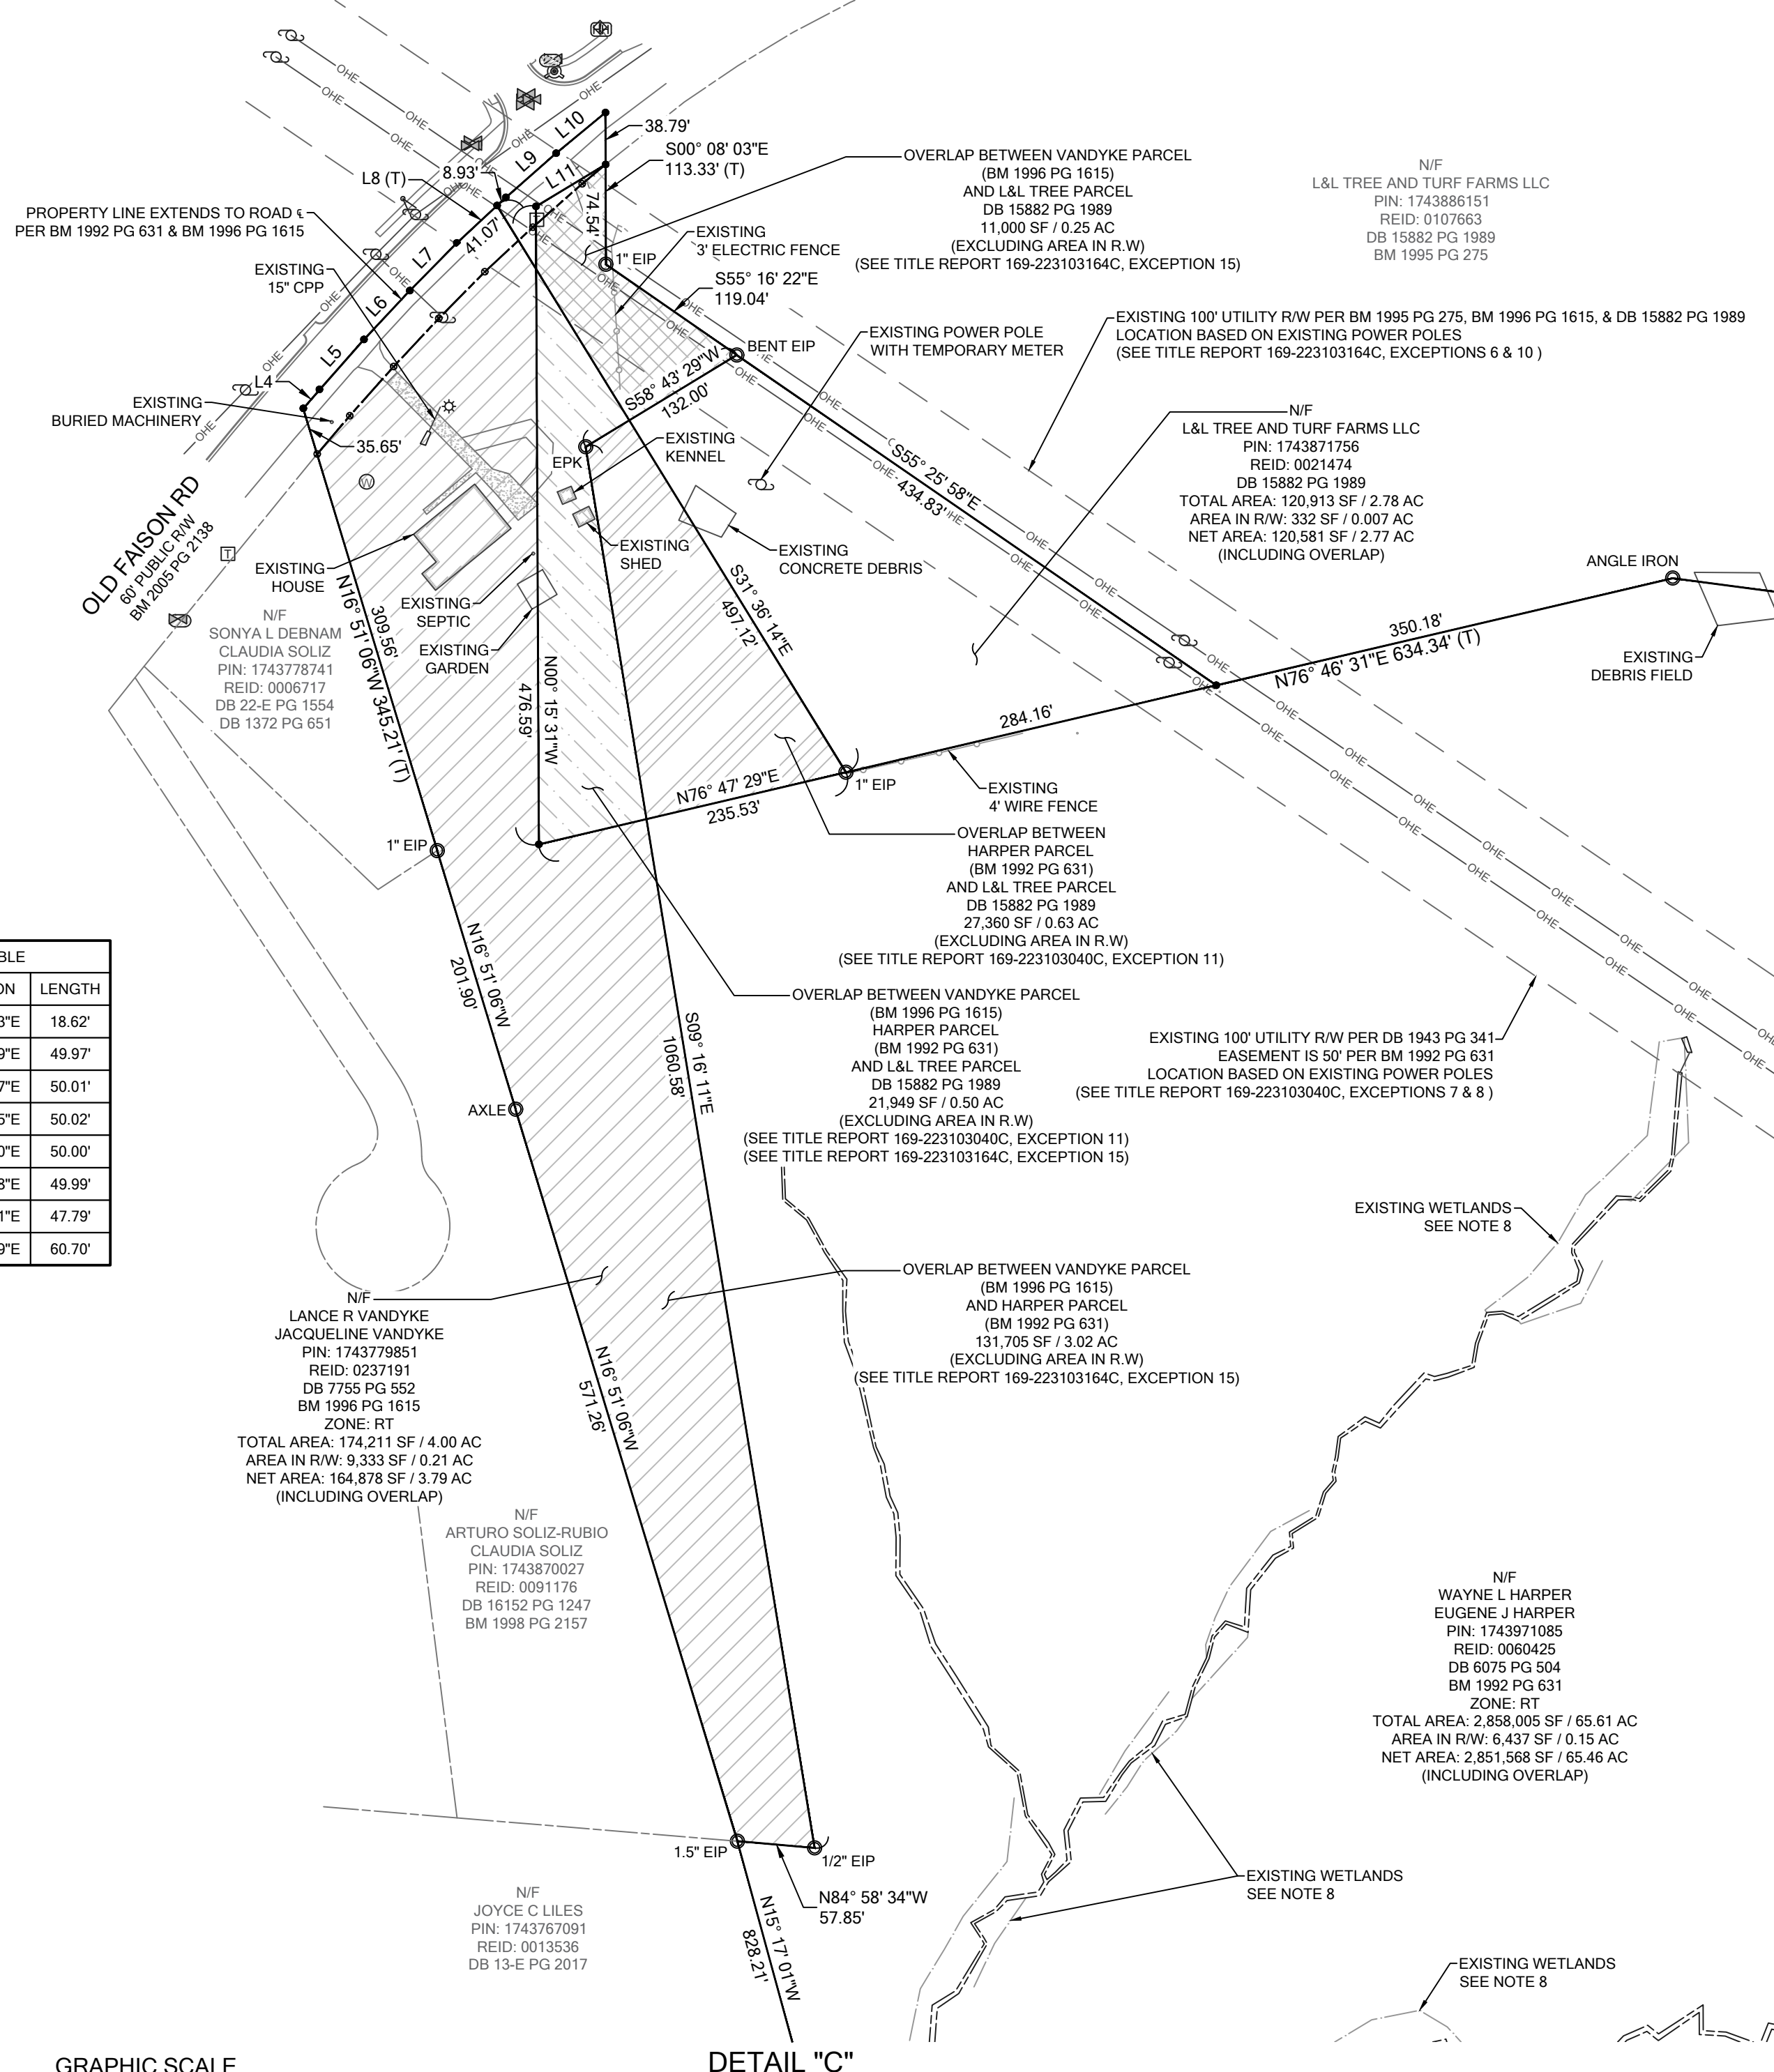 OHE
OHE
OHE
OHE
OHE
OHE
OHE
OHE
OHE
OHE
L10
L9
L11
8.93'
L8 (T)
38.79'
S00° 08' 03"E
113.33' (T)
74.54'
41.07'
L7
L6
L5
L4
PROPERTY LINE EXTENDS TO ROAD ℄
PER BM 1992 PG 631 & BM 1996 PG 1615
EXISTING
15" CPP
EXISTING
BURIED MACHINERY
35.65'
OVERLAP BETWEEN VANDYKE PARCEL
(BM 1996 PG 1615)
AND L&L TREE PARCEL
DB 15882 PG 1989
11,000 SF / 0.25 AC
(EXCLUDING AREA IN R.W)
(SEE TITLE REPORT 169-223103164C, EXCEPTION 15)
N/F
L&L TREE AND TURF FARMS LLC
PIN: 1743886151
REID: 0107663
DB 15882 PG 1989
BM 1995 PG 275
EXISTING
3' ELECTRIC FENCE
1" EIP
S55° 16' 22"E
119.04'
BENT EIP
EXISTING POWER POLE
WITH TEMPORARY METER
EXISTING 100' UTILITY R/W PER BM 1995 PG 275, BM 1996 PG 1615, & DB 15882 PG 1989
LOCATION BASED ON EXISTING POWER POLES
(SEE TITLE REPORT 169-223103164C, EXCEPTIONS 6 & 10 )
S58° 43' 29"W
132.00'
EPK
EXISTING
KENNEL
EXISTING
SHED
EXISTING
CONCRETE DEBRIS
S55° 25' 58"E
434.83'
N/F
L&L TREE AND TURF FARMS LLC
PIN: 1743871756
REID: 0021474
DB 15882 PG 1989
TOTAL AREA: 120,913 SF / 2.78 AC
AREA IN R/W: 332 SF / 0.007 AC
NET AREA: 120,581 SF / 2.77 AC
(INCLUDING OVERLAP)
ANGLE IRON
350.18'
N76° 46' 31"E 634.34' (T)
EXISTING
DEBRIS FIELD
OLD FAISON RD
60' PUBLIC R/W
BM 2005 PG 2138
W
T
EXISTING
HOUSE
EXISTING
SEPTIC
EXISTING
GARDEN
N/F
SONYA L DEBNAM
CLAUDIA SOLIZ
PIN: 1743778741
REID: 0006717
DB 22-E PG 1554
DB 1372 PG 651
309.56'
N16° 51' 06"W 345.21' (T)
N00° 15' 31"W
476.59'
S31° 36' 14"E
497.12'
284.16'
N76° 47' 29"E
235.53'
1" EIP
EXISTING
4' WIRE FENCE
1" EIP
OVERLAP BETWEEN
HARPER PARCEL
(BM 1992 PG 631)
AND L&L TREE PARCEL
DB 15882 PG 1989
27,360 SF / 0.63 AC
(EXCLUDING AREA IN R.W)
(SEE TITLE REPORT 169-223103040C, EXCEPTION 11)
BLE
ON LENGTH
3"E 18.62'
9"E 49.97'
7"E 50.01'
5"E 50.02'
0"E 50.00'
8"E 49.99'
1"E 47.79'
9"E 60.70'
N16° 51' 06"W
201.90'
OVERLAP BETWEEN VANDYKE PARCEL
(BM 1996 PG 1615)
HARPER PARCEL
(BM 1992 PG 631)
AND L&L TREE PARCEL
DB 15882 PG 1989
21,949 SF / 0.50 AC
(EXCLUDING AREA IN R.W)
(SEE TITLE REPORT 169-223103040C, EXCEPTION 11)
(SEE TITLE REPORT 169-223103164C, EXCEPTION 15)
EXISTING 100' UTILITY R/W PER DB 1943 PG 341
EASEMENT IS 50' PER BM 1992 PG 631
LOCATION BASED ON EXISTING POWER POLES
(SEE TITLE REPORT 169-223103040C, EXCEPTIONS 7 & 8 )
S09° 16' 11"E
1060.58'
AXLE
EXISTING WETLANDS
SEE NOTE 8
OVERLAP BETWEEN VANDYKE PARCEL
(BM 1996 PG 1615)
AND HARPER PARCEL
(BM 1992 PG 631)
131,705 SF / 3.02 AC
(EXCLUDING AREA IN R.W)
(SEE TITLE REPORT 169-223103164C, EXCEPTION 15)
N/F
LANCE R VANDYKE
JACQUELINE VANDYKE
PIN: 1743779851
REID: 0237191
DB 7755 PG 552
BM 1996 PG 1615
ZONE: RT
TOTAL AREA: 174,211 SF / 4.00 AC
AREA IN R/W: 9,333 SF / 0.21 AC
NET AREA: 164,878 SF / 3.79 AC
(INCLUDING OVERLAP)
N16° 51' 06"W
571.26'
N/F
ARTURO SOLIZ-RUBIO
CLAUDIA SOLIZ
PIN: 1743870027
REID: 0091176
DB 16152 PG 1247
BM 1998 PG 2157
N/F
WAYNE L HARPER
EUGENE J HARPER
PIN: 1743971085
REID: 0060425
DB 6075 PG 504
BM 1992 PG 631
ZONE: RT
TOTAL AREA: 2,858,005 SF / 65.61 AC
AREA IN R/W: 6,437 SF / 0.15 AC
NET AREA: 2,851,568 SF / 65.46 AC
(INCLUDING OVERLAP)
1.5" EIP
1/2" EIP
N84° 58' 34"W
57.85'
EXISTING WETLANDS
SEE NOTE 8
N/F
JOYCE C LILES
PIN: 1743767091
REID: 0013536
DB 13-E PG 2017
N15° 17' 01"W
828.21'
EXISTING WETLANDS
SEE NOTE 8
GRAPHIC SCALE
DETAIL "C"